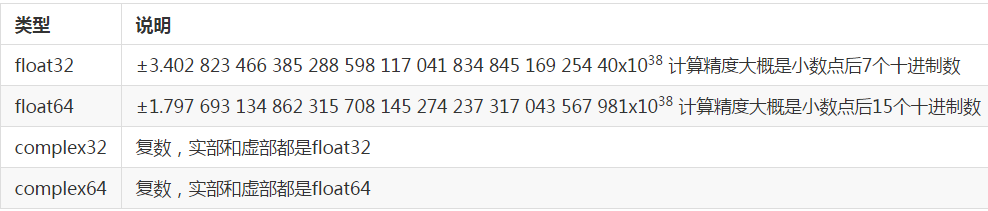 类型 说明
float32 ±3.402 823 466 385 288 598 117 041 834 845 169 254 40x10³⁸ 计算精度大概是小数点后7个十进制数
float64 ±1.797 693 134 862 315 708 145 274 237 317 043 567 981x10³⁸ 计算精度大概是小数点后15个十进制数
complex32 复数，实部和虚部都是float32
complex64 复数，实部和虚部都是float64